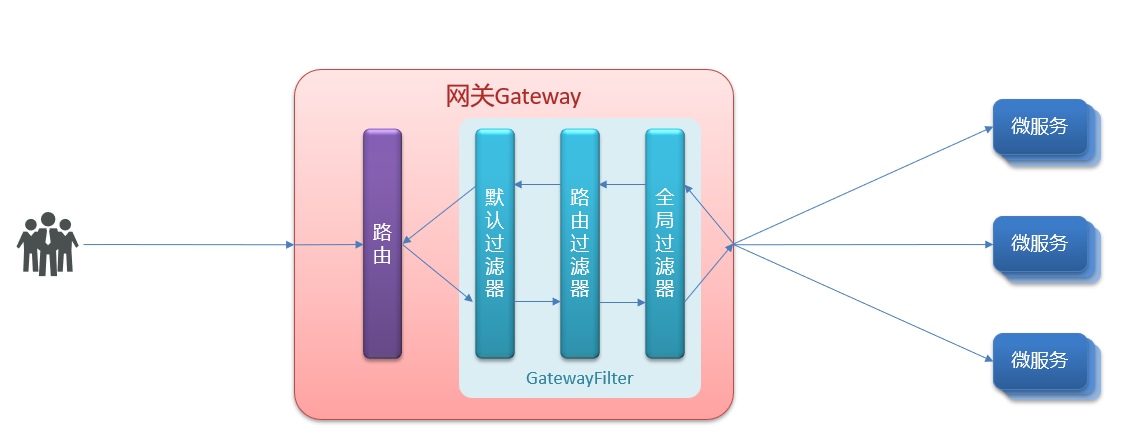 网关Gateway
路由
默认过滤器
路由过滤器
全局过滤器
GatewayFilter
微服务
微服务
微服务